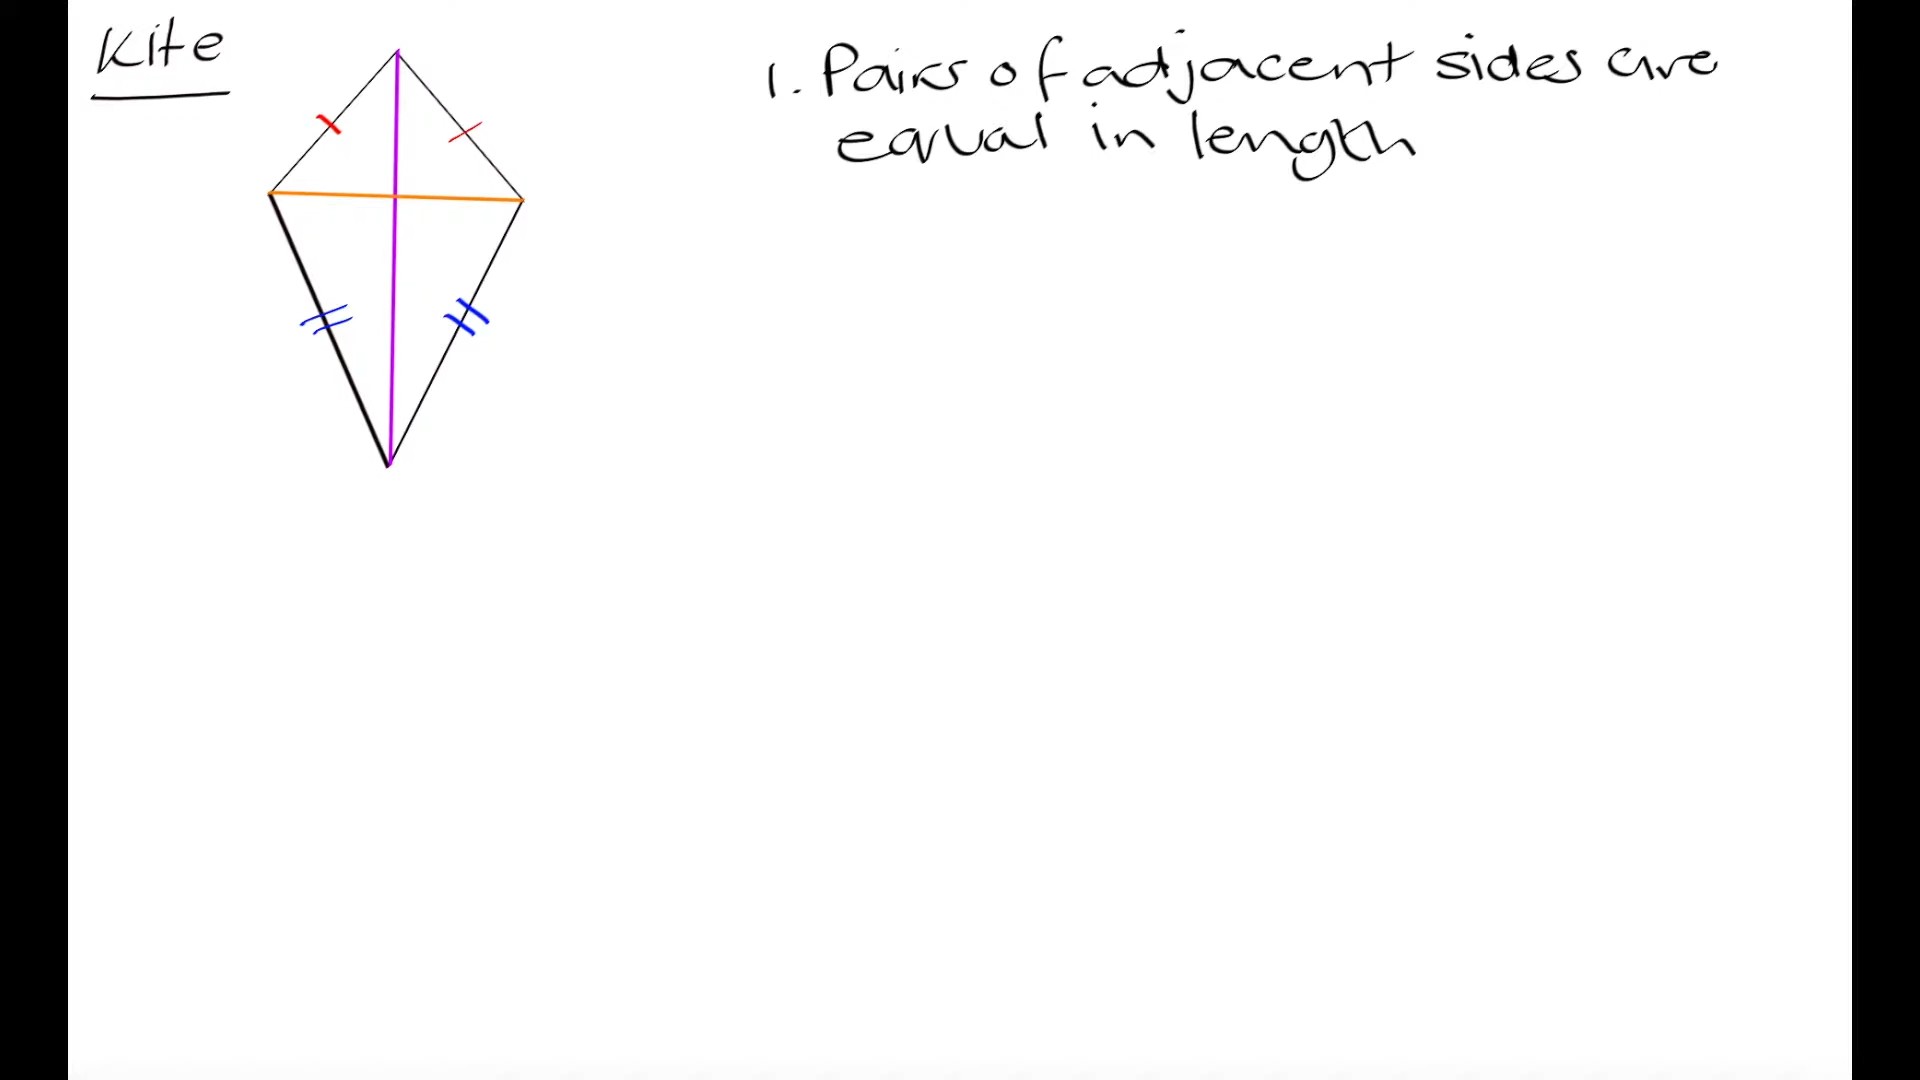 Kite
1. Pairs of adjacent sides are
equal in length